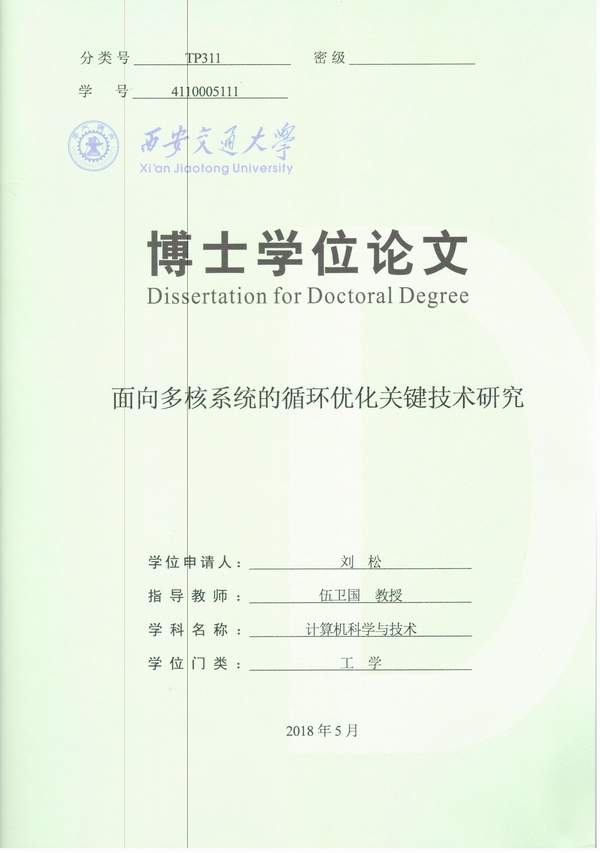 分类号 TP311 密级
学 号 4110005111
西安交通大学
Xi'an Jiaotong University
博士学位论文
Dissertation for Doctoral Degree
面向多核系统的循环优化关键技术研究
学位申请人： 刘 松
指导教师： 伍卫国 教授
学科名称： 计算机科学与技术
学位门类： 工 学
2018年5月